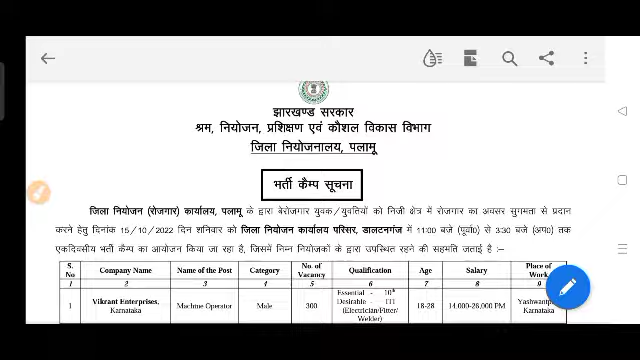 झारखण्ड सरकार
श्रम, नियोजन, प्रशिक्षण एवं कौशल विकास विभाग
जिला नियोजनालय, पलामू
भर्ती कैम्प सूचना
जिला नियोजन (रोजगार) कार्यालय, पलामू के द्वारा बेरोजगार युवक/युवतियों को निजी क्षेत्र में रोजगार का अवसर सुगमता से प्रदान
करने हेतु दिनांक 15/10/2022 दिन शनिवार को जिला नियोजन कार्यालय परिसर, डालटनगंज में 11:00 बजे (पूर्वा0) से 3:30 बजे (अप0) तक
एकदिवसीय भर्ती कैम्प का आयोजन किया जा रहा है, जिसमें निम्न नियोजकों के द्वारा उपस्थित रहने की सहमति जताई है:-
S. No Company Name Name of the Post Category No. of Vacancy Qualification Age Salary Place of Work
1 2 3 4 5 6 7 8 9
1 Vikrant Enterprises, Karnataka Machine Operator Male 300 Essential - 10th Desirable - ITI (Electrician/Fitter/ Welder) 18-28 14,000-26,000 PM Karnataka